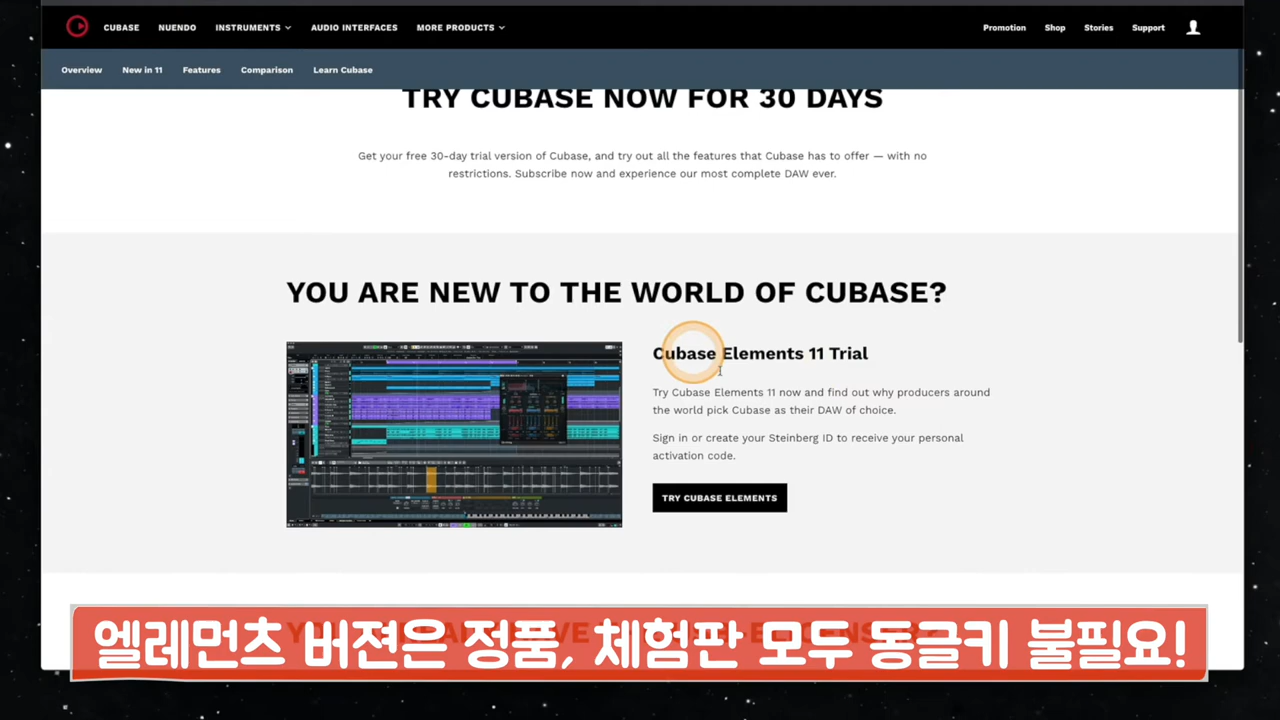 CUBASE NUENDO INSTRUMENTS AUDIO INTERFACES MORE PRODUCTS Promotion Shop Stories Support
Overview New in 11 Features Comparison Learn Cubase
TRY CUBASE NOW FOR 30 DAYS
Get your free 30-day trial version of Cubase, and try out all the features that Cubase has to offer — with no
restrictions. Subscribe now and experience our most complete DAW ever.
YOU ARE NEW TO THE WORLD OF CUBASE?
Cubase Elements 11 Trial
Try Cubase Elements 11 now and find out why producers around
the world pick Cubase as their DAW of choice.
Sign in or create your Steinberg ID to receive your personal
activation code.
TRY CUBASE ELEMENTS
엘레먼츠 버젼은 정품, 체험판 모두 동글키 불필요!